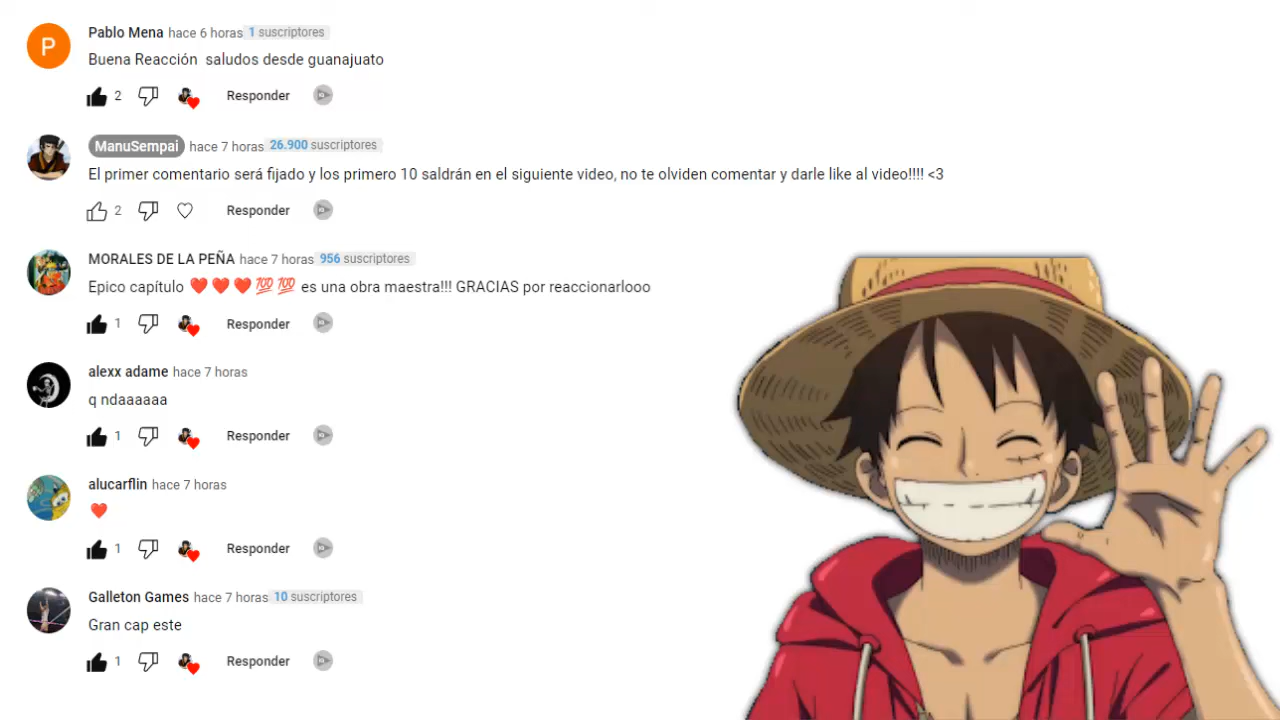 P
Pablo Mena hace 6 horas 1 suscriptores
Buena Reacción saludos desde guanajuato
2 Responder
ManuSempai hace 7 horas 26.900 suscriptores
El primer comentario será fijado y los primero 10 saldrán en el siguiente video, no te olviden comentar y darle like al video!!!! <3
2 Responder
MORALES DE LA PEÑA hace 7 horas 956 suscriptores
Epico capítulo ❤️❤️❤️💯💯 es una obra maestra!!! GRACIAS por reaccionarlooo
1 Responder
alexx adame hace 7 horas
q ndaaaaaa
1 Responder
alucarflin hace 7 horas
❤️
1 Responder
Galleton Games hace 7 horas 10 suscriptores
Gran cap este
1 Responder